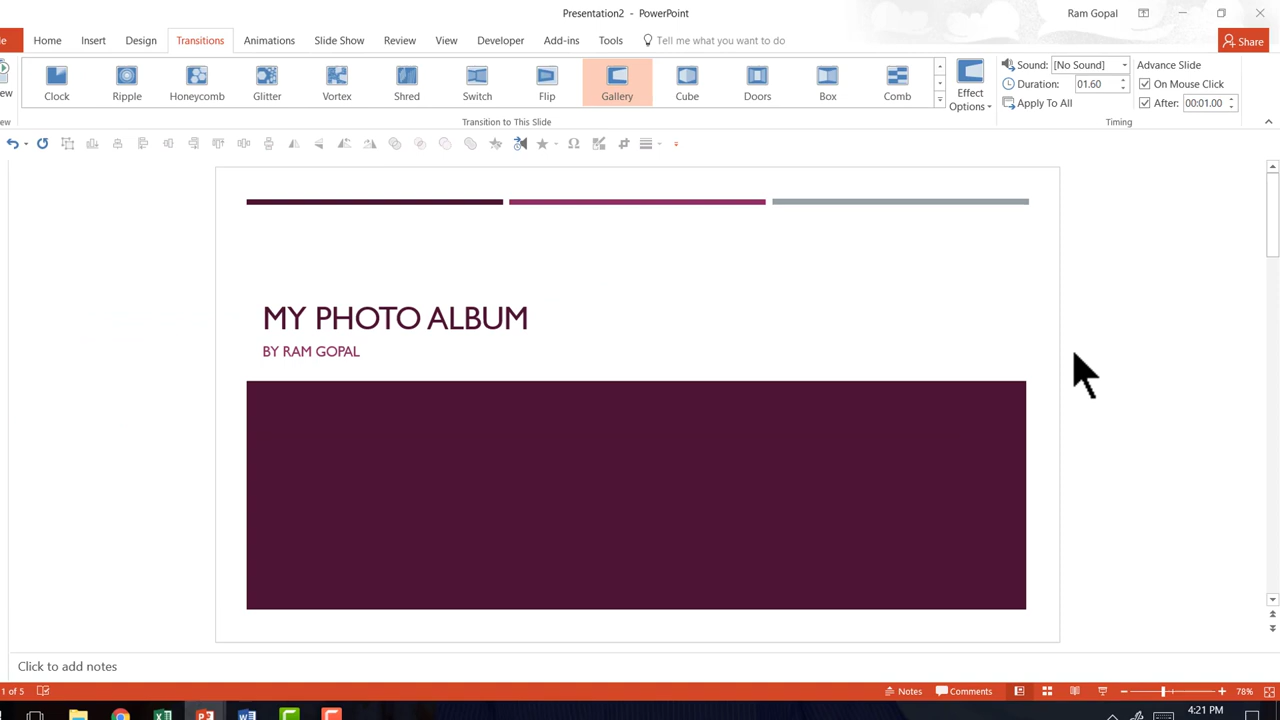 Presentation2 - PowerPoint
Ram Gopal
Home Insert Design Transitions Animations Slide Show Review View Developer Add-ins Tools Tell me what you want to do
Share
Clock Ripple Honeycomb Glitter Vortex Shred Switch Flip Gallery Cube Doors Box Comb
Effect
Options
Sound: [No Sound]
Duration: 01.60
Apply To All
Advance Slide
On Mouse Click
After: 00:01.00
Transition to This Slide
Timing
MY PHOTO ALBUM
BY RAM GOPAL
Click to add notes
1 of 5
Notes
Comments
78%
4:21 PM